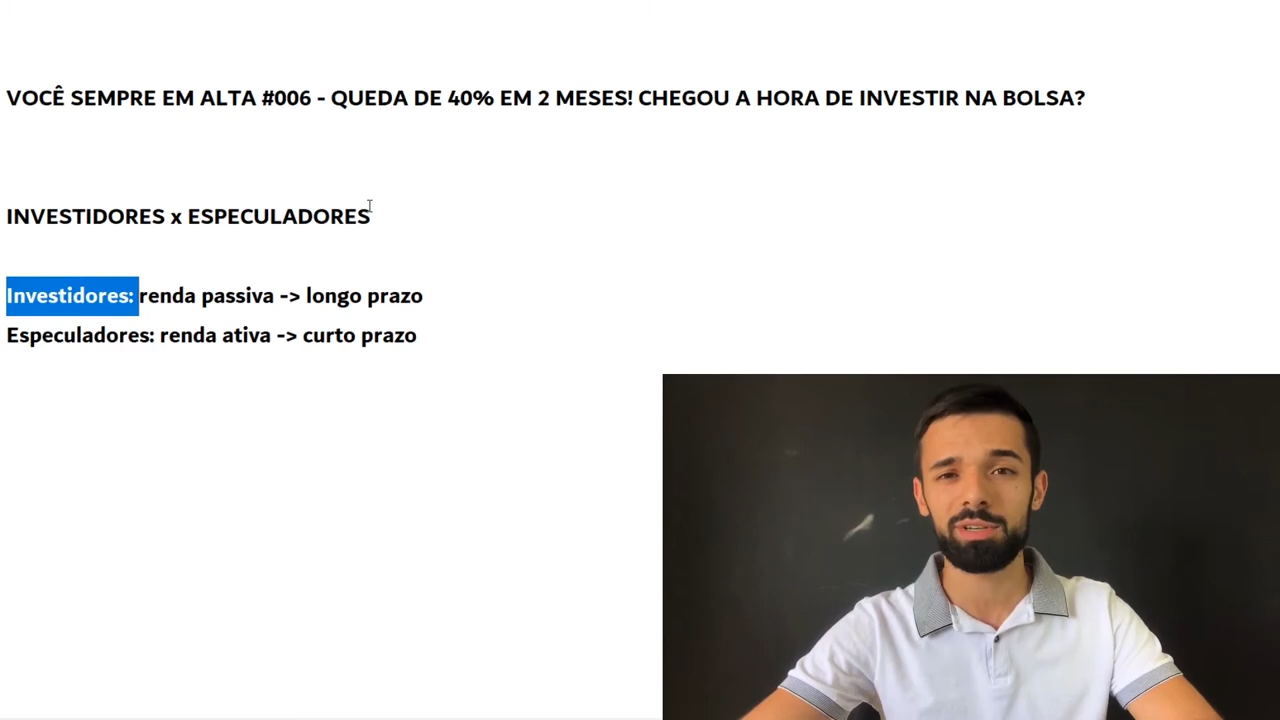 VOCÊ SEMPRE EM ALTA #006 - QUEDA DE 40% EM 2 MESES! CHEGOU A HORA DE INVESTIR NA BOLSA?
INVESTIDORES x ESPECULADORES
Investidores: renda passiva -> longo prazo
Especuladores: renda ativa -> curto prazo